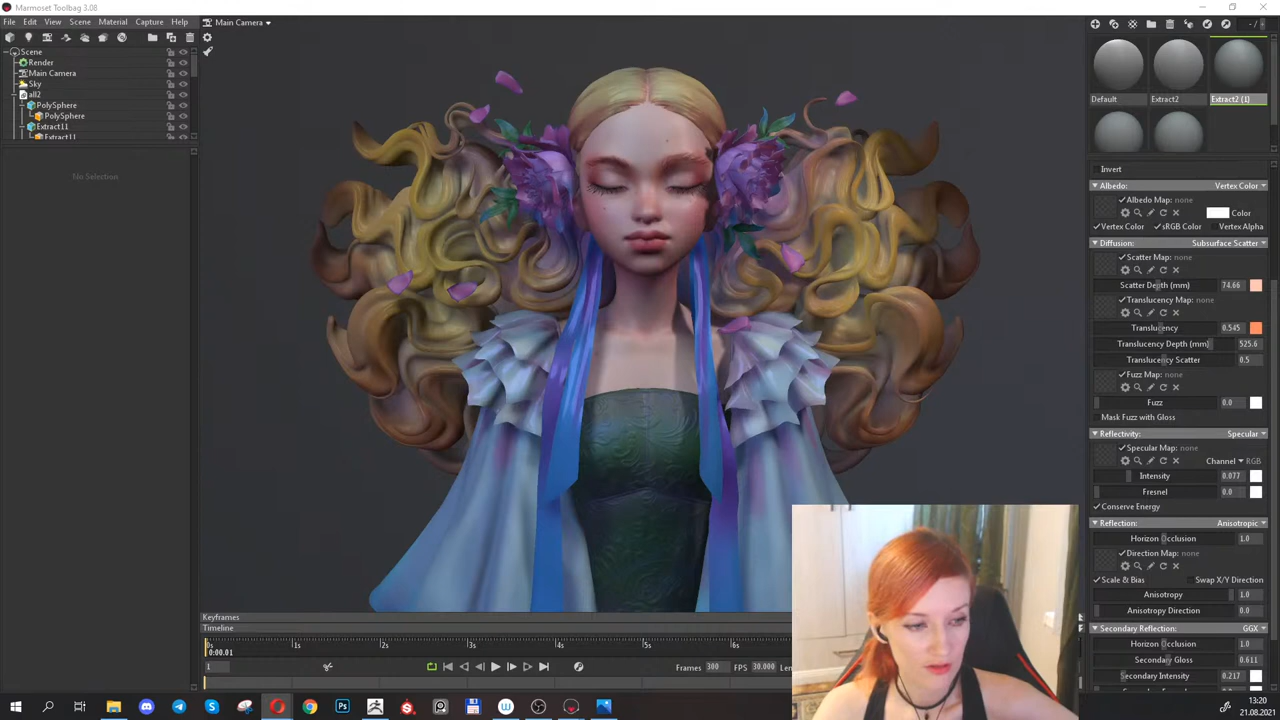 Marmoset Toolbag 3.08
File Edit View Scene Material Capture Help
Main Camera
- / -
Scene
Render
Main Camera
Sky
all2
PolySphere
PolySphere
Extract11
Extract11
No Selection
Default Extract2 Extract2 (1)
Invert
Albedo: Vertex Color
Albedo Map: none
Color
Vertex Color sRGB Color Vertex Alpha
Diffusion: Subsurface Scatter
Scatter Map: none
Scatter Depth (mm) 74.66
Translucency Map: none
Translucency 0.545
Translucency Depth (mm) 525.6
Translucency Scatter 0.5
Fuzz Map: none
Fuzz 0.0
Mask Fuzz with Gloss
Reflectivity: Specular
Specular Map: none
Channel RGB
Intensity 0.077
Fresnel 0.0
Conserve Energy
Reflection: Anisotropic
Horizon Occlusion 1.0
Direction Map: none
Scale & Bias Swap X/Y Direction
Anisotropy 1.0
Anisotropy Direction 0.0
Secondary Reflection: GGX
Horizon Occlusion 1.0
Secondary Gloss 0.611
Secondary Intensity 0.217
Keyframes
Timeline
0s 1s 2s 3s 4s 5s 6s
0:00.01
1 Frames 300 FPS 30.000
13:20
21.08.2021